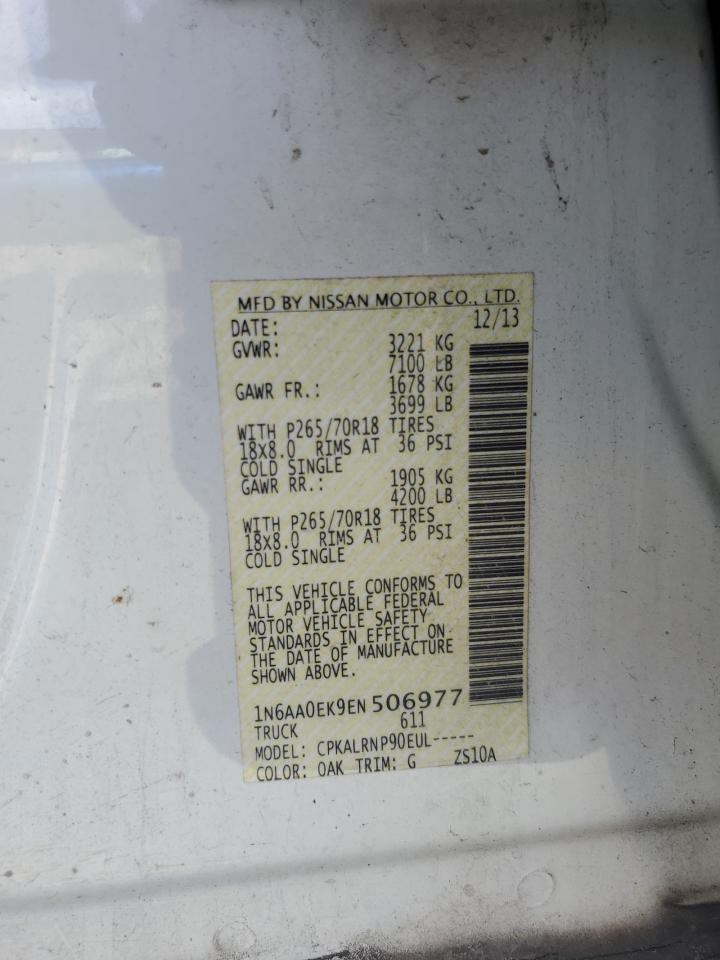 MFD BY NISSAN MOTOR CO., LTD.
DATE: 12/13
GVWR: 3221 KG
7100 LB
GAWR FR.: 1678 KG
3699 LB
WITH P265/70R18 TIRES
18X8.0 RIMS AT 36 PSI
COLD SINGLE
GAWR RR.: 1905 KG
4200 LB
WITH P265/70R18 TIRES
18X8.0 RIMS AT 36 PSI
COLD SINGLE
THIS VEHICLE CONFORMS TO
ALL APPLICABLE FEDERAL
MOTOR VEHICLE SAFETY
STANDARDS IN EFFECT ON
THE DATE OF MANUFACTURE
SHOWN ABOVE.
1N6AA0EK9EN506977
TRUCK 611
MODEL: CPKALRNP90EUL-----
COLOR: OAK TRIM: G ZS10A